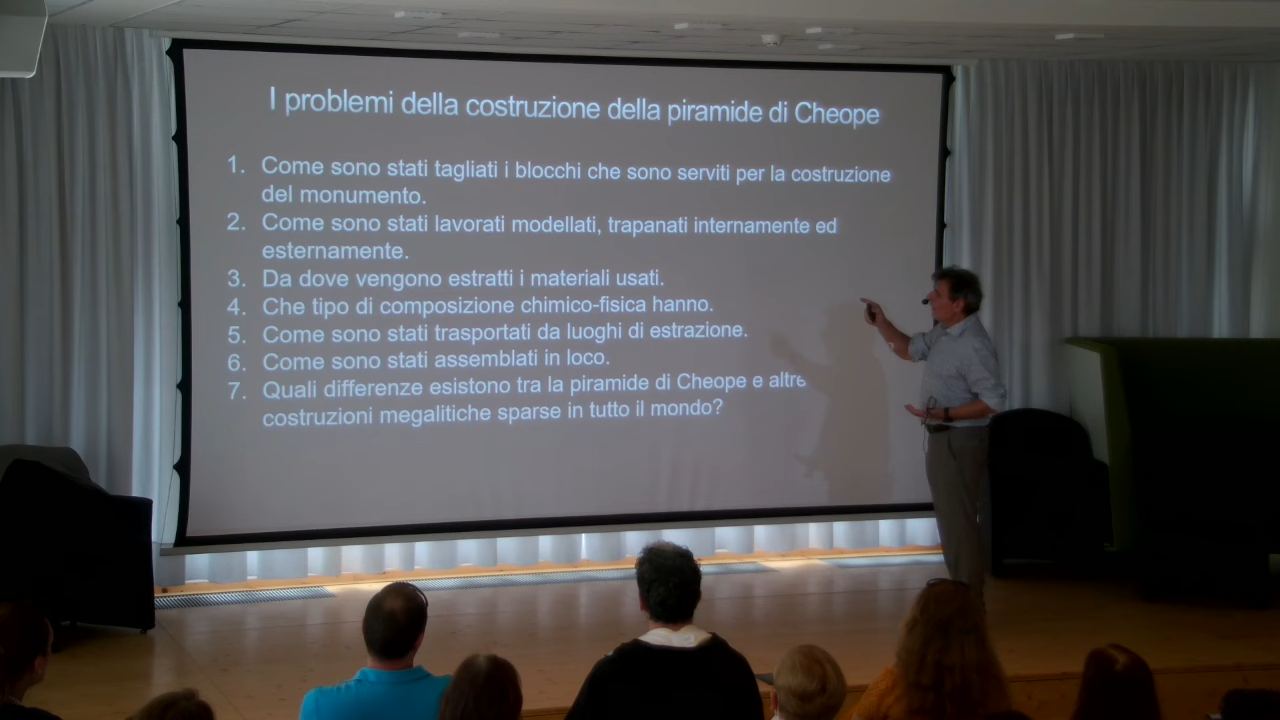 I problemi della costruzione della piramide di Cheope
1. Come sono stati tagliati i blocchi che sono serviti per la costruzione
del monumento.
2. Come sono stati lavorati modellati, trapanati internamente ed
esternamente.
3. Da dove vengono estratti i materiali usati.
4. Che tipo di composizione chimico-fisica hanno.
5. Come sono stati trasportati da luoghi di estrazione.
6. Come sono stati assemblati in loco.
7. Quali differenze esistono tra la piramide di Cheope e altre
costruzioni megalitiche sparse in tutto il mondo?